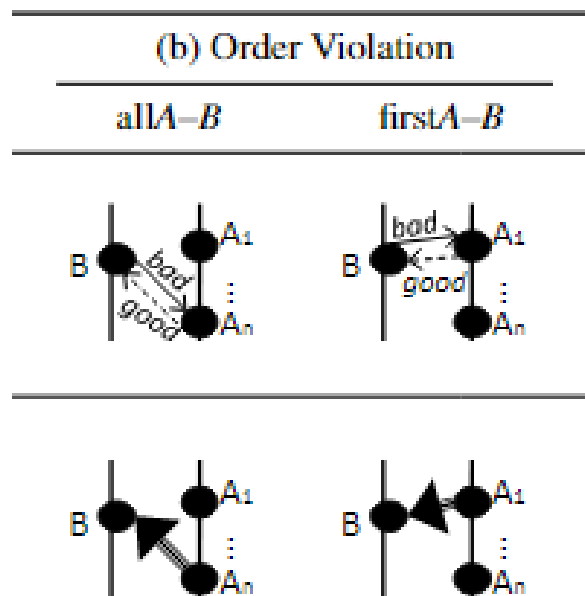 (b) Order Violation
allA–B firstA–B
B bad good A1 ⋮ An
B bad good A1 ⋮ An
B A1 ⋮ An
B A1 ⋮ An